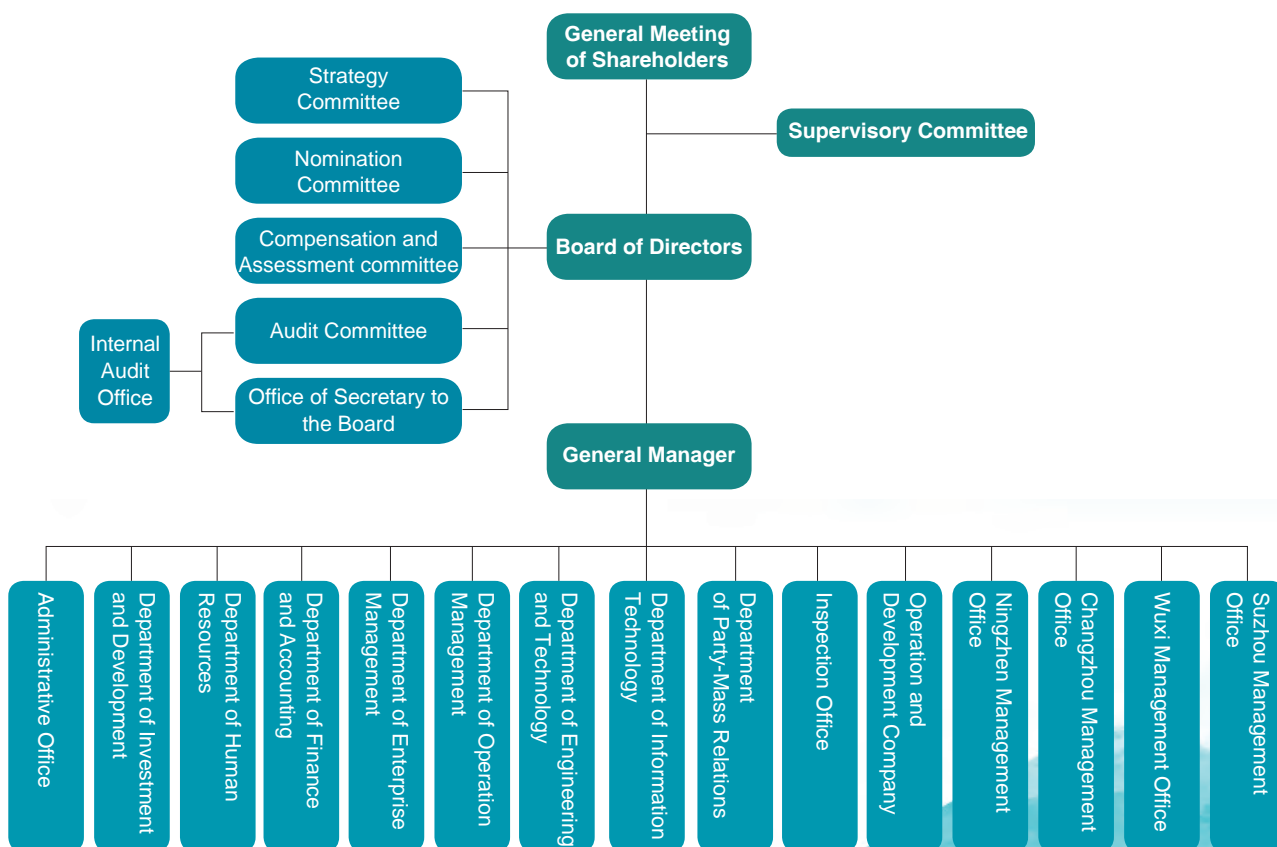 General Meeting
of Shareholders
Strategy
Committee
Supervisory Committee
Nomination
Committee
Compensation and
Assessment committee
Board of Directors
Audit Committee
Internal
Audit
Office
Office of Secretary to
the Board
General Manager
Administrative Office
Department of Investment
and Development
Department of Human
Resources
Department of Finance
and Accounting
Department of Enterprise
Management
Department of Operation
Management
Department of Engineering
and Technology
Department of Information
Technology
Department
of Party-Mass Relations
Inspection Office
Operation and
Development Company
Ningzhen Management
Office
Changzhou Management
Office
Wuxi Management Office
Suzhou Management
Office